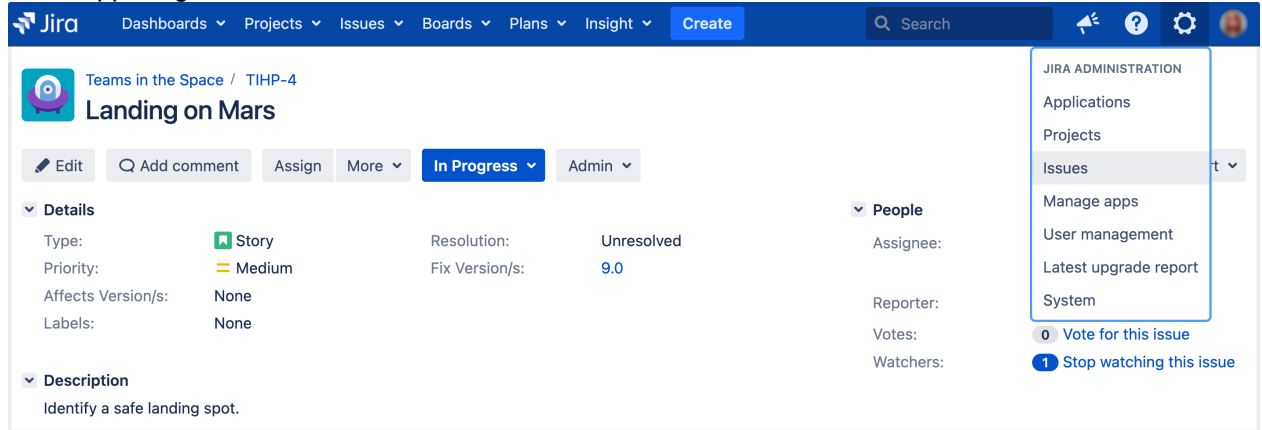 Jira Dashboards Projects Issues Boards Plans Insight Create Search
JIRA ADMINISTRATION
Teams in the Space / TIHP-4
Applications
Landing on Mars
Projects
Edit Add comment Assign More In Progress Admin
Issues
Manage apps
Details
People
User management
Type: Story Resolution: Unresolved Assignee:
Priority: Medium Fix Version/s: 9.0
Latest upgrade report
Affects Version/s: None
Reporter:
System
Labels: None
Votes: 0 Vote for this issue
Watchers: 1 Stop watching this issue
Description
Identify a safe landing spot.